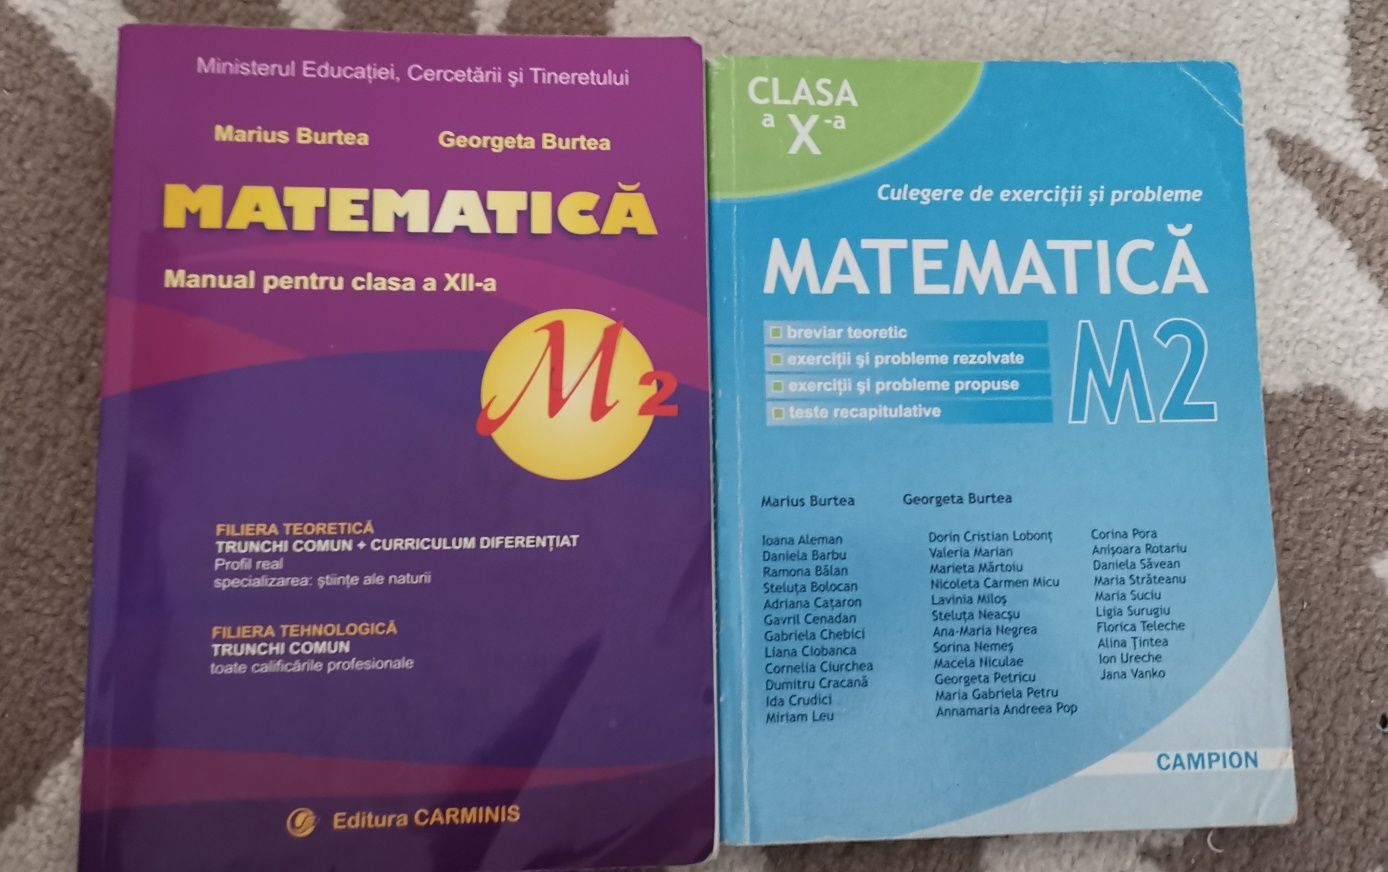 Ministerul Educației, Cercetării și Tineretului
Marius Burtea Georgeta Burtea
MATEMATICĂ
Manual pentru clasa a XII-a
M2
FILIERA TEORETICĂ
TRUNCHI COMUN + CURRICULUM DIFERENȚIAT
Profil real
specializarea: științe ale naturii
FILIERA TEHNOLOGICĂ
TRUNCHI COMUN
toate calificările profesionale
Editura CARMINIS
CLASA
a X-a
Culegere de exerciții și probleme
MATEMATICĂ
breviar teoretic
exerciții și probleme rezolvate
exerciții și probleme propuse
teste recapitulative
M2
Marius Burtea Georgeta Burtea
Ioana Aleman
Daniela Barbu
Ramona Bălan
Steluța Bolocan
Adriana Cațaron
Gavril Cenadan
Gabriela Chebici
Liana Ciobanca
Cornelia Ciurchea
Dumitru Cracană
Ida Crudici
Miriam Leu
Dorin Cristian Lobonț
Valeria Marian
Marieta Mărtoiu
Nicoleta Carmen Micu
Lavinia Miloș
Steluța Neacșu
Ana-Maria Negrea
Sorina Nemeș
Macela Niculae
Georgeta Petricu
Maria Gabriela Petru
Annamaria Andreea Pop
Corina Pora
Anișoara Rotariu
Daniela Săvean
Maria Străteanu
Maria Suciu
Ligia Surugiu
Florica Teleche
Alina Țintea
Ion Ureche
Jana Vanko
CAMPION